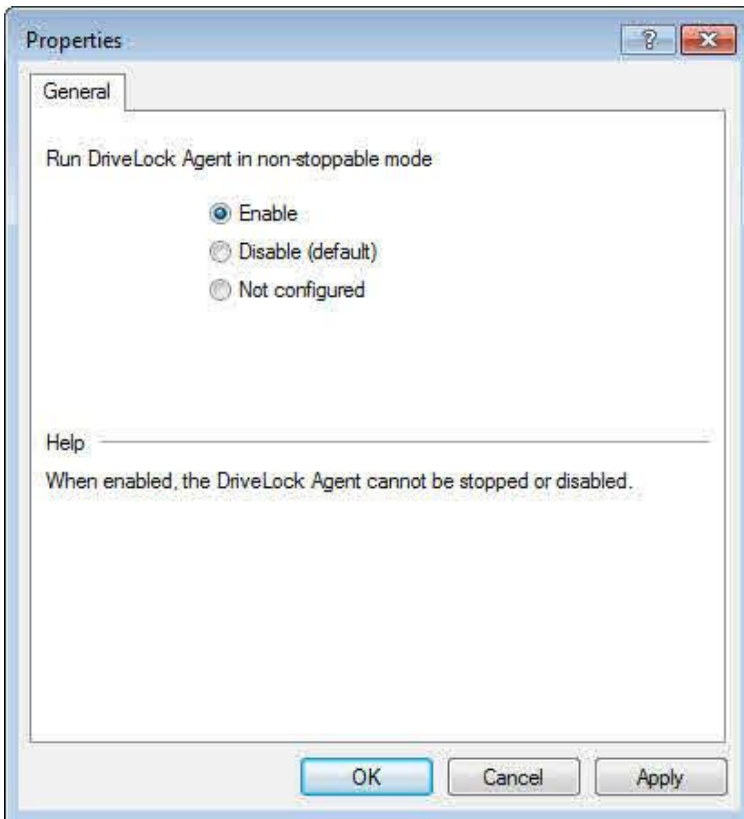 Properties
?
General
Run DriveLock Agent in non-stoppable mode
Enable
Disable (default)
Not configured
Help
When enabled, the DriveLock Agent cannot be stopped or disabled.
OK Cancel Apply